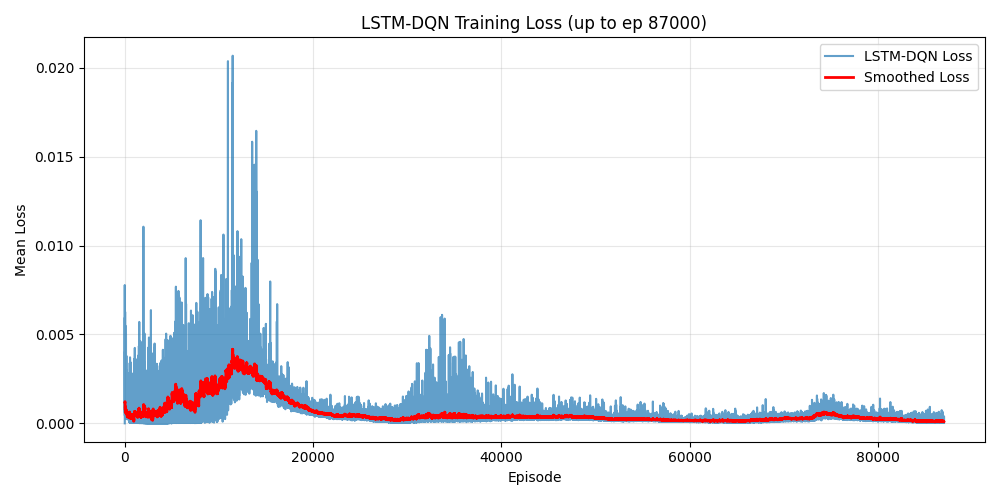 LSTM-DQN Training Loss (up to ep 87000)
LSTM-DQN Loss
Smoothed Loss
Mean Loss
0.020
0.015
0.010
0.005
0.000
0 20000 40000 60000 80000
Episode